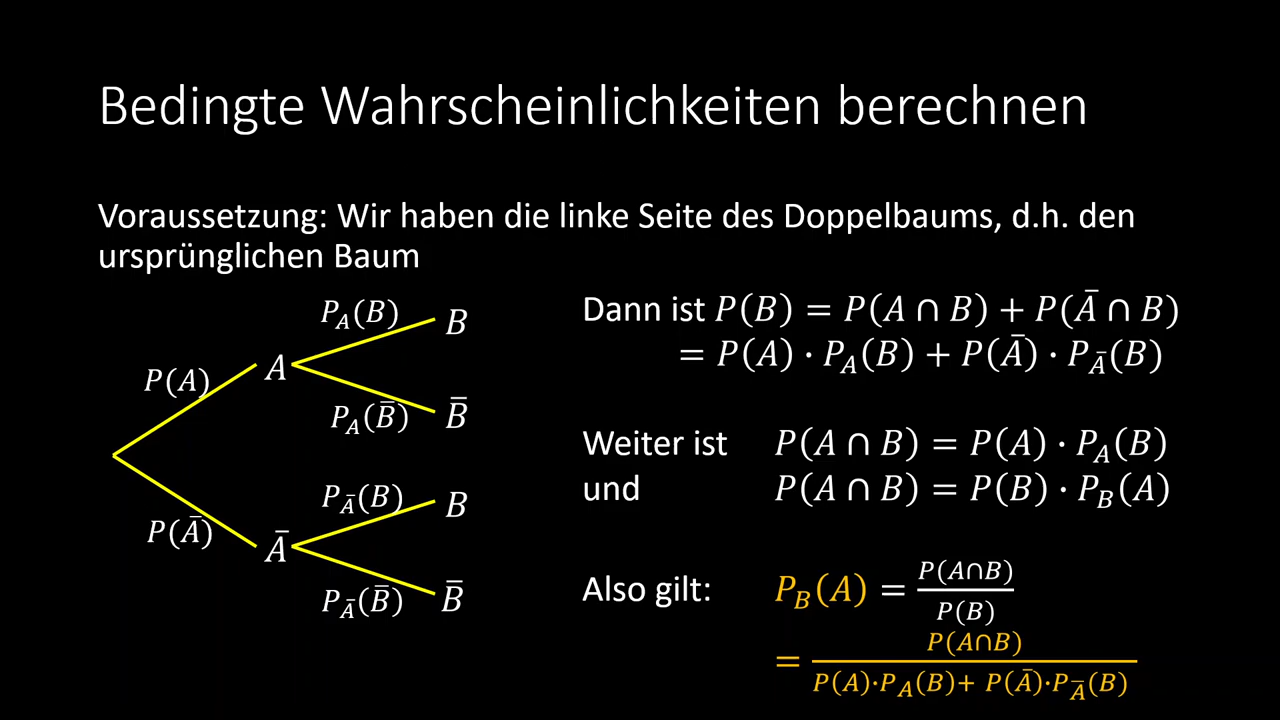 Bedingte Wahrscheinlichkeiten berechnen
Voraussetzung: Wir haben die linke Seite des Doppelbaums, d.h. den
ursprünglichen Baum
P(A)
P(Ā)
A
Ā
P_A(B)
B
P_A(B̄)
B̄
P_Ā(B)
B
P_Ā(B̄)
B̄
Dann ist P(B) = P(A ∩ B) + P(Ā ∩ B)
= P(A) · P_A(B) + P(Ā) · P_Ā(B)
Weiter ist P(A ∩ B) = P(A) · P_A(B)
und P(A ∩ B) = P(B) · P_B(A)
Also gilt: P_B(A) = P(A∩B)/P(B)
= P(A∩B)/(P(A)·P_A(B)+ P(Ā)·P_Ā(B))